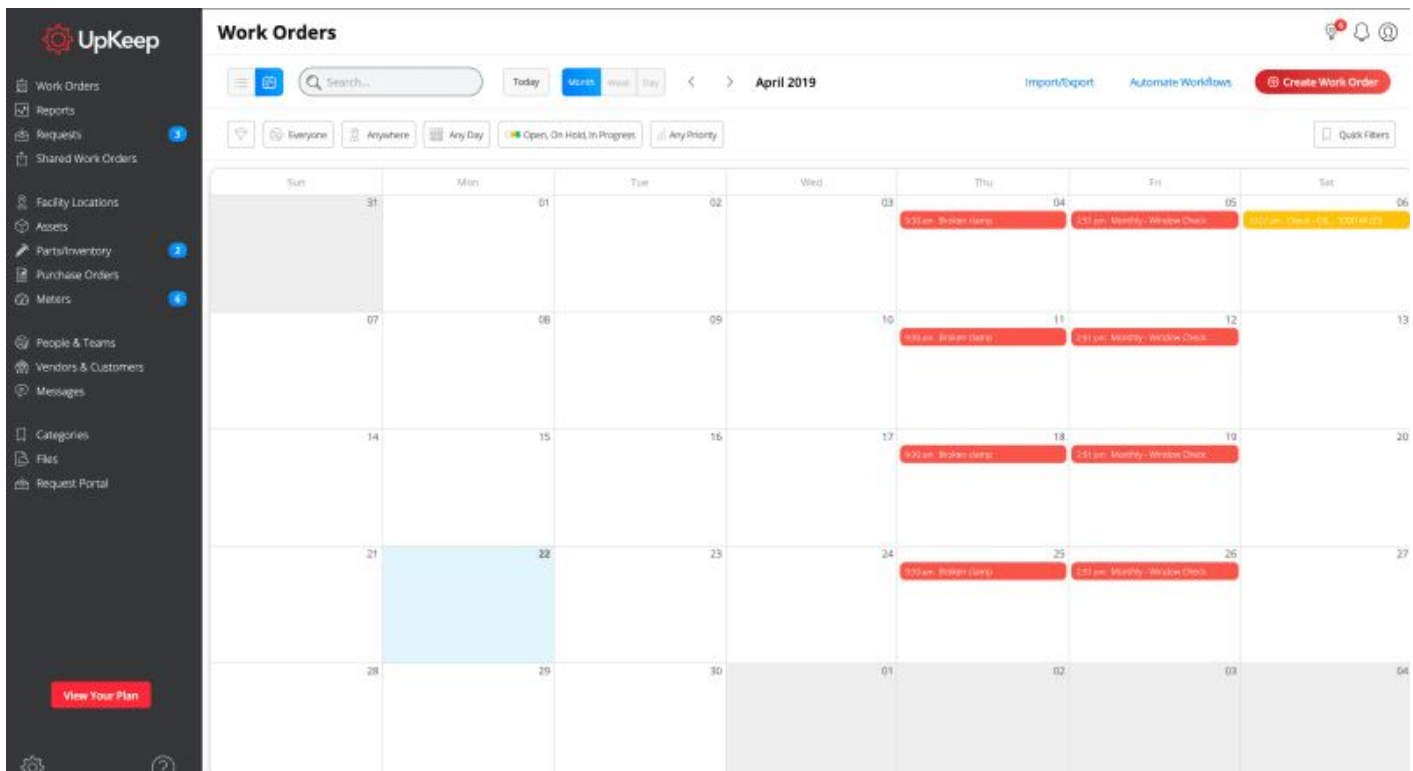 UpKeep
Work Orders
Reports
Requests 3
Shared Work Orders
Facility Locations
Assets
Parts/Inventory 2
Purchase Orders
Meters
People & Teams
Vendors & Customers
Messages
Categories
Files
Request Portal
View Your Plan
Work Orders
Search... Today Month Week Day April 2019 Import/Export Automate Workflows Create Work Order
Everyone Anywhere Any Day Open, On Hold, In Progress Any Priority Quick Filters
Sun Mon Tue Wed Thu Fri Sat
31 01 02 03 04 05 06
9:30 am Broken clamp 2:51 pm Monthly - Window Check
07 08 09 10 11 12 13
9:30 am Broken clamp 2:51 pm Monthly - Window Check
14 15 16 17 18 19 20
9:30 am Broken clamp 2:51 pm Monthly - Window Check
21 22 23 24 25 26 27
9:30 am Broken clamp 2:51 pm Monthly - Window Check
28 29 30 01 02 03 04